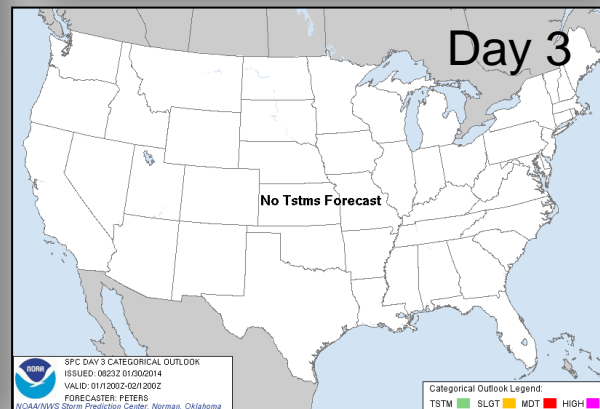 Day 3
No Tstms Forecast
NOAA
SPC DAY 3 CATEGORICAL OUTLOOK
ISSUED: 0823Z 01/30/2014
VALID: 01/1200Z-02/1200Z
FORECASTER: PETERS
NOAA/NWS Storm Prediction Center, Norman, Oklahoma
Categorical Outlook Legend:
TSTM SLGT MDT HIGH